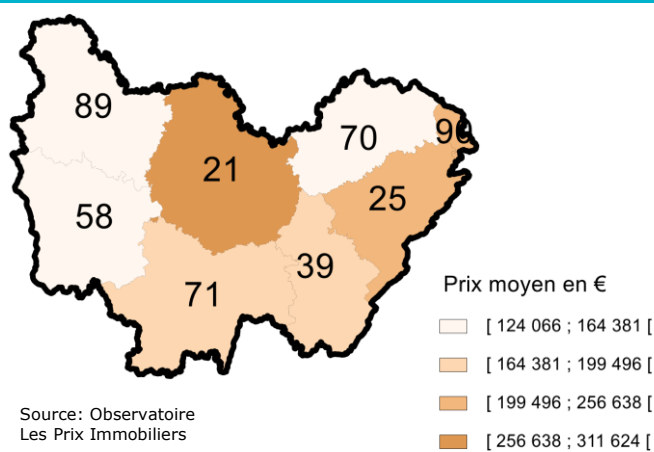 89
21
70
90
25
58
39
71
Prix moyen en €
[ 124 066 ; 164 381 [
[ 164 381 ; 199 496 [
[ 199 496 ; 256 638 [
[ 256 638 ; 311 624 [
Source: Observatoire
Les Prix Immobiliers